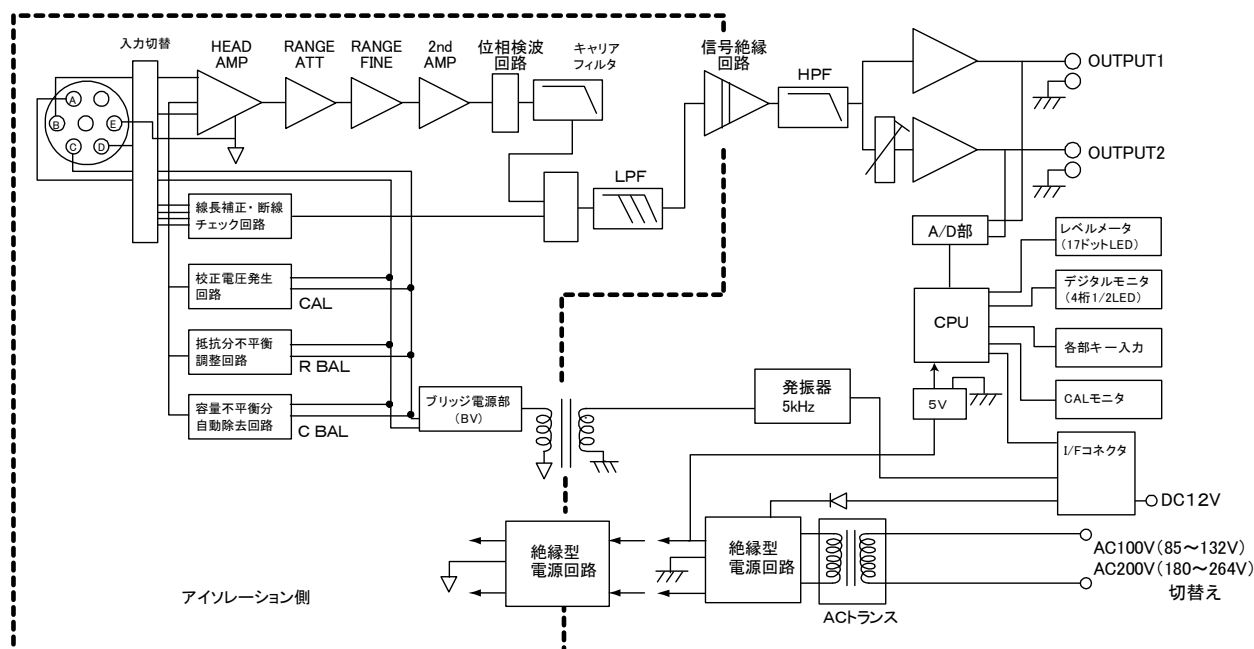 入力切替
HEAD
AMP
RANGE
ATT
RANGE
FINE
2nd
AMP
位相検波
回路
キャリア
フィルタ
信号絶縁
回路
HPF
OUTPUT1
OUTPUT2
A
B
E
C
D
LPF
線長補正・断線
チェック回路
校正電圧発生
回路
CAL
抵抗分不平衡
調整回路
R BAL
容量不平衡分
自動除去回路
C BAL
ブリッジ電源部
(BV)
発振器
5kHz
A/D部
CPU
5V
レベルメータ
(17ドットLED)
デジタルモニタ
(4桁1/2LED)
各部キー入力
CALモニタ
I/Fコネクタ
DC12V
絶縁型
電源回路
絶縁型
電源回路
ACトランス
AC100V(85~132V)
AC200V(180~264V)
切替え
アイソレーション側